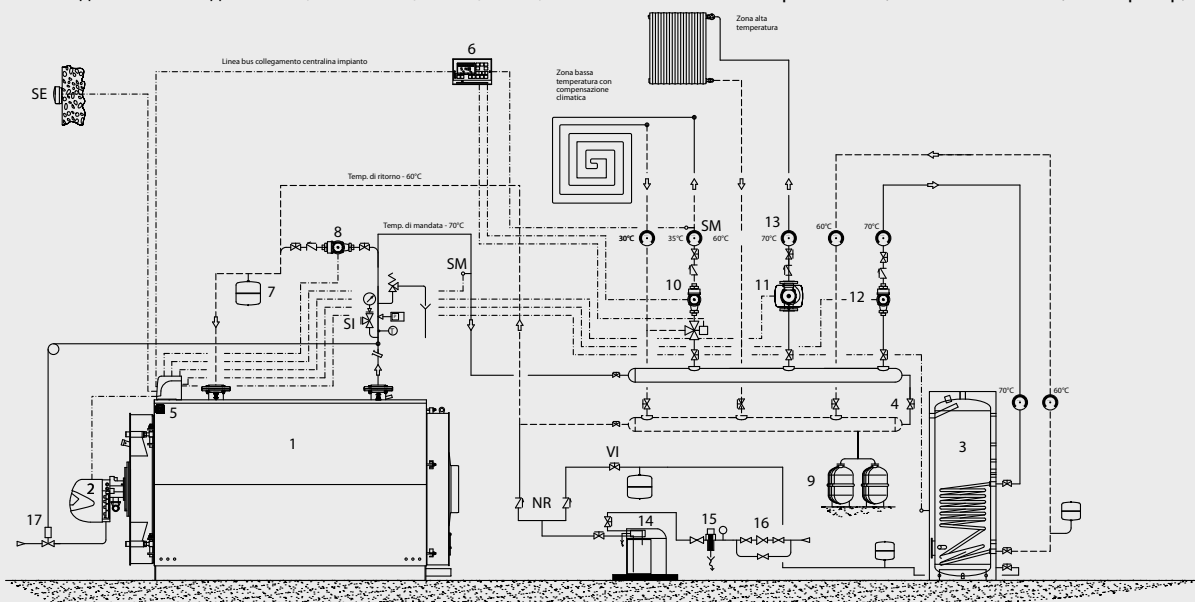 Zona alta
temperatura
6
Linea bus collegamento centralina impianto
Zona bassa
temperatura con
compensazione
climatica
SE
Temp. di ritorno - 60°C
Temp. di mandata - 70°C
SM
13
30°C
35°C
60°C
70°C
60°C
70°C
8
SM
7
10
11
12
SI
P
T
5
4
70°C
60°C
1
3
2
VI
9
NR
17
14
15
16